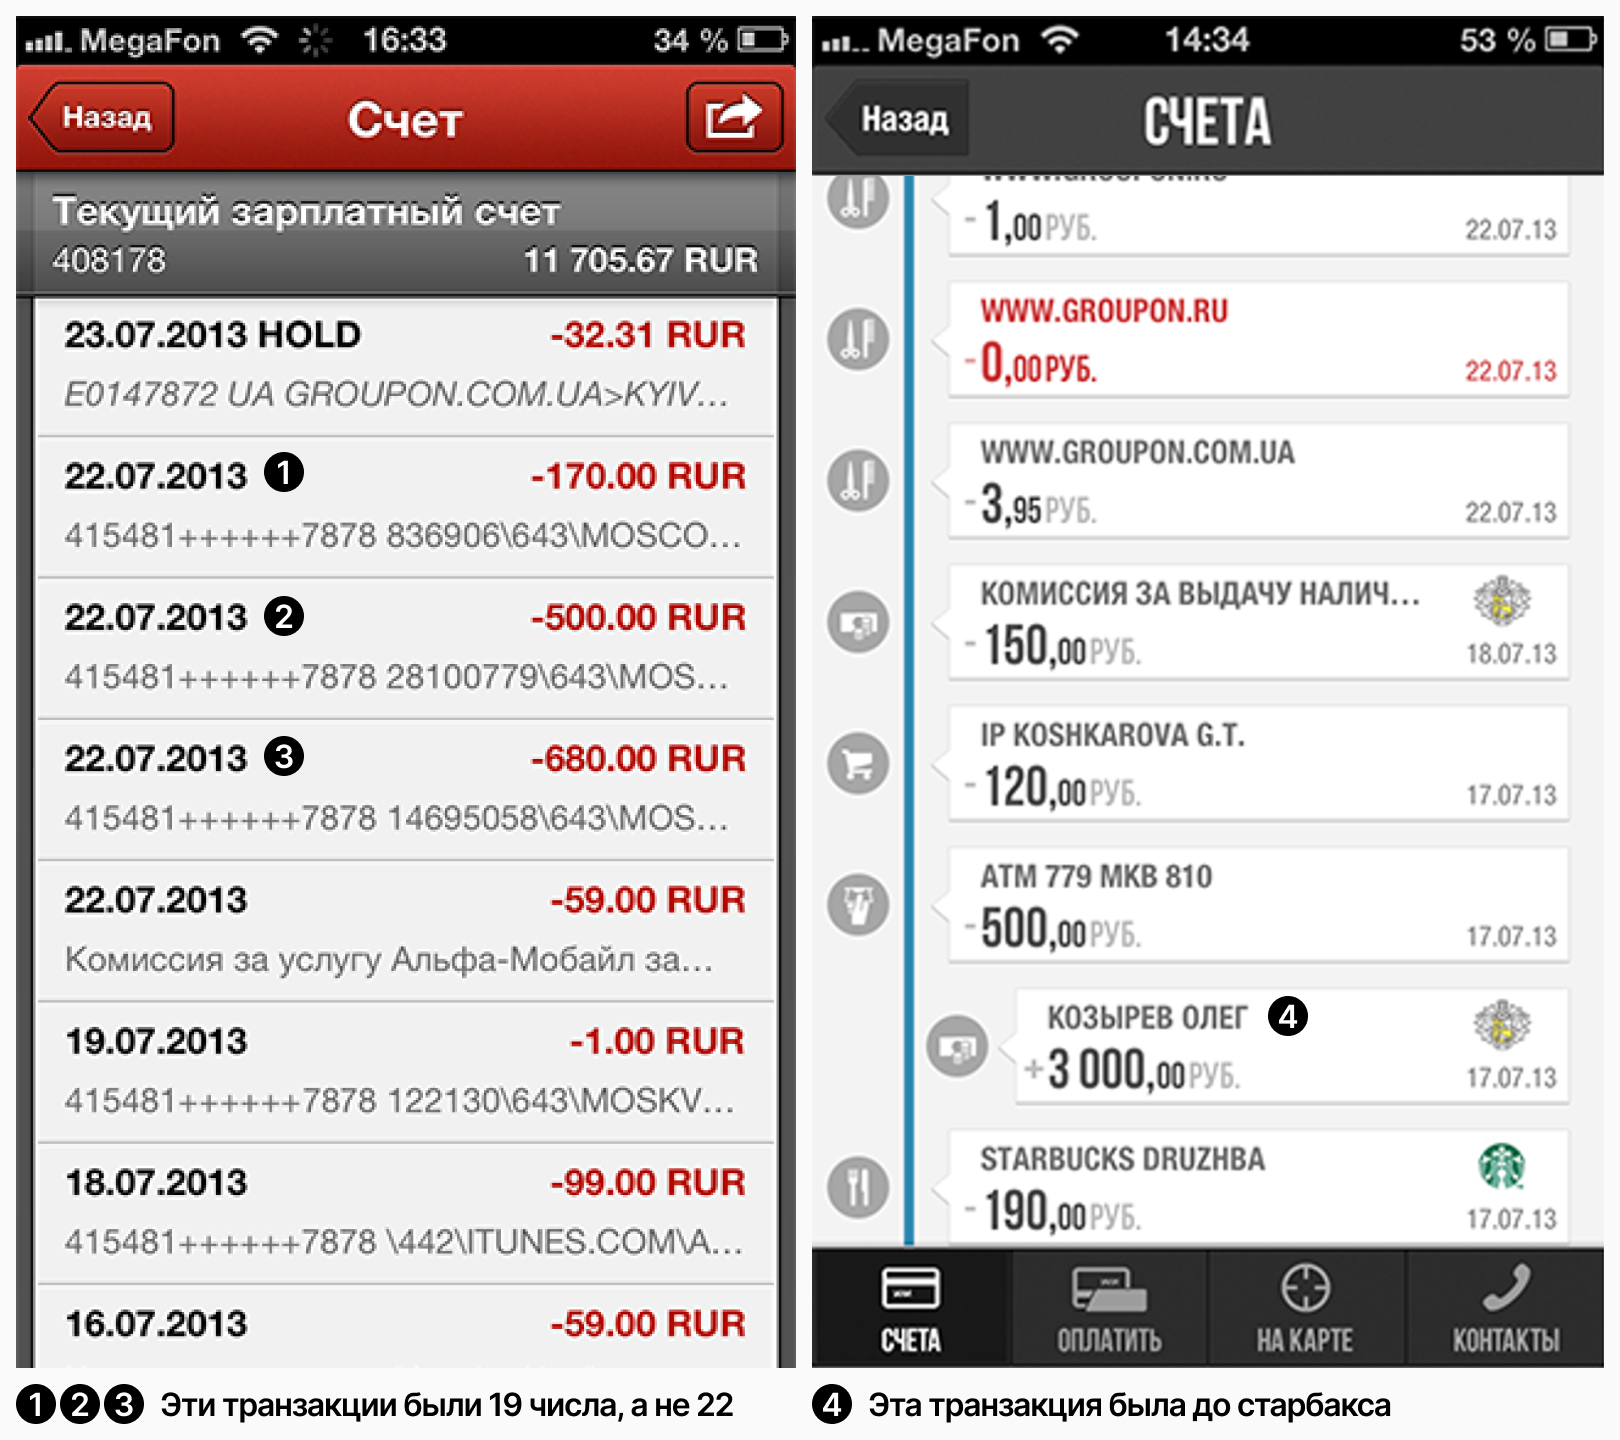 MegaFon 16:33 34 %
Назад Счет
Текущий зарплатный счет
408178 11 705.67 RUR
23.07.2013 HOLD -32.31 RUR
E0147872 UA GROUPON.COM.UA>KYIV...
22.07.2013 1 -170.00 RUR
415481++++++7878 836906\643\MOSCO...
22.07.2013 2 -500.00 RUR
415481++++++7878 28100779\643\MOS...
22.07.2013 3 -680.00 RUR
415481++++++7878 14695058\643\MOS...
22.07.2013 -59.00 RUR
Комиссия за услугу Альфа-Мобайл за...
19.07.2013 -1.00 RUR
415481++++++7878 122130\643\MOSKV...
18.07.2013 -99.00 RUR
415481++++++7878 \442\ITUNES.COM\A...
16.07.2013 -59.00 RUR
1 2 3 Эти транзакции были 19 числа, а не 22
MegaFon 14:34 53 %
Назад СЧЕТА
WWW.GROUPON.RU
- 1,00 РУБ. 22.07.13
WWW.GROUPON.RU
- 0,00 РУБ. 22.07.13
WWW.GROUPON.COM.UA
- 3,95 РУБ. 22.07.13
КОМИССИЯ ЗА ВЫДАЧУ НАЛИЧ...
- 150,00 РУБ. 18.07.13
IP KOSHKAROVA G.T.
- 120,00 РУБ. 17.07.13
ATM 779 MKB 810
- 500,00 РУБ. 17.07.13
КОЗЫРЕВ ОЛЕГ 4
+ 3 000,00 РУБ. 17.07.13
STARBUCKS DRUZHBA
- 190,00 РУБ. 17.07.13
СЧЕТА ОПЛАТИТЬ НА КАРТЕ КОНТАКТЫ
4 Эта транзакция была до старбакса